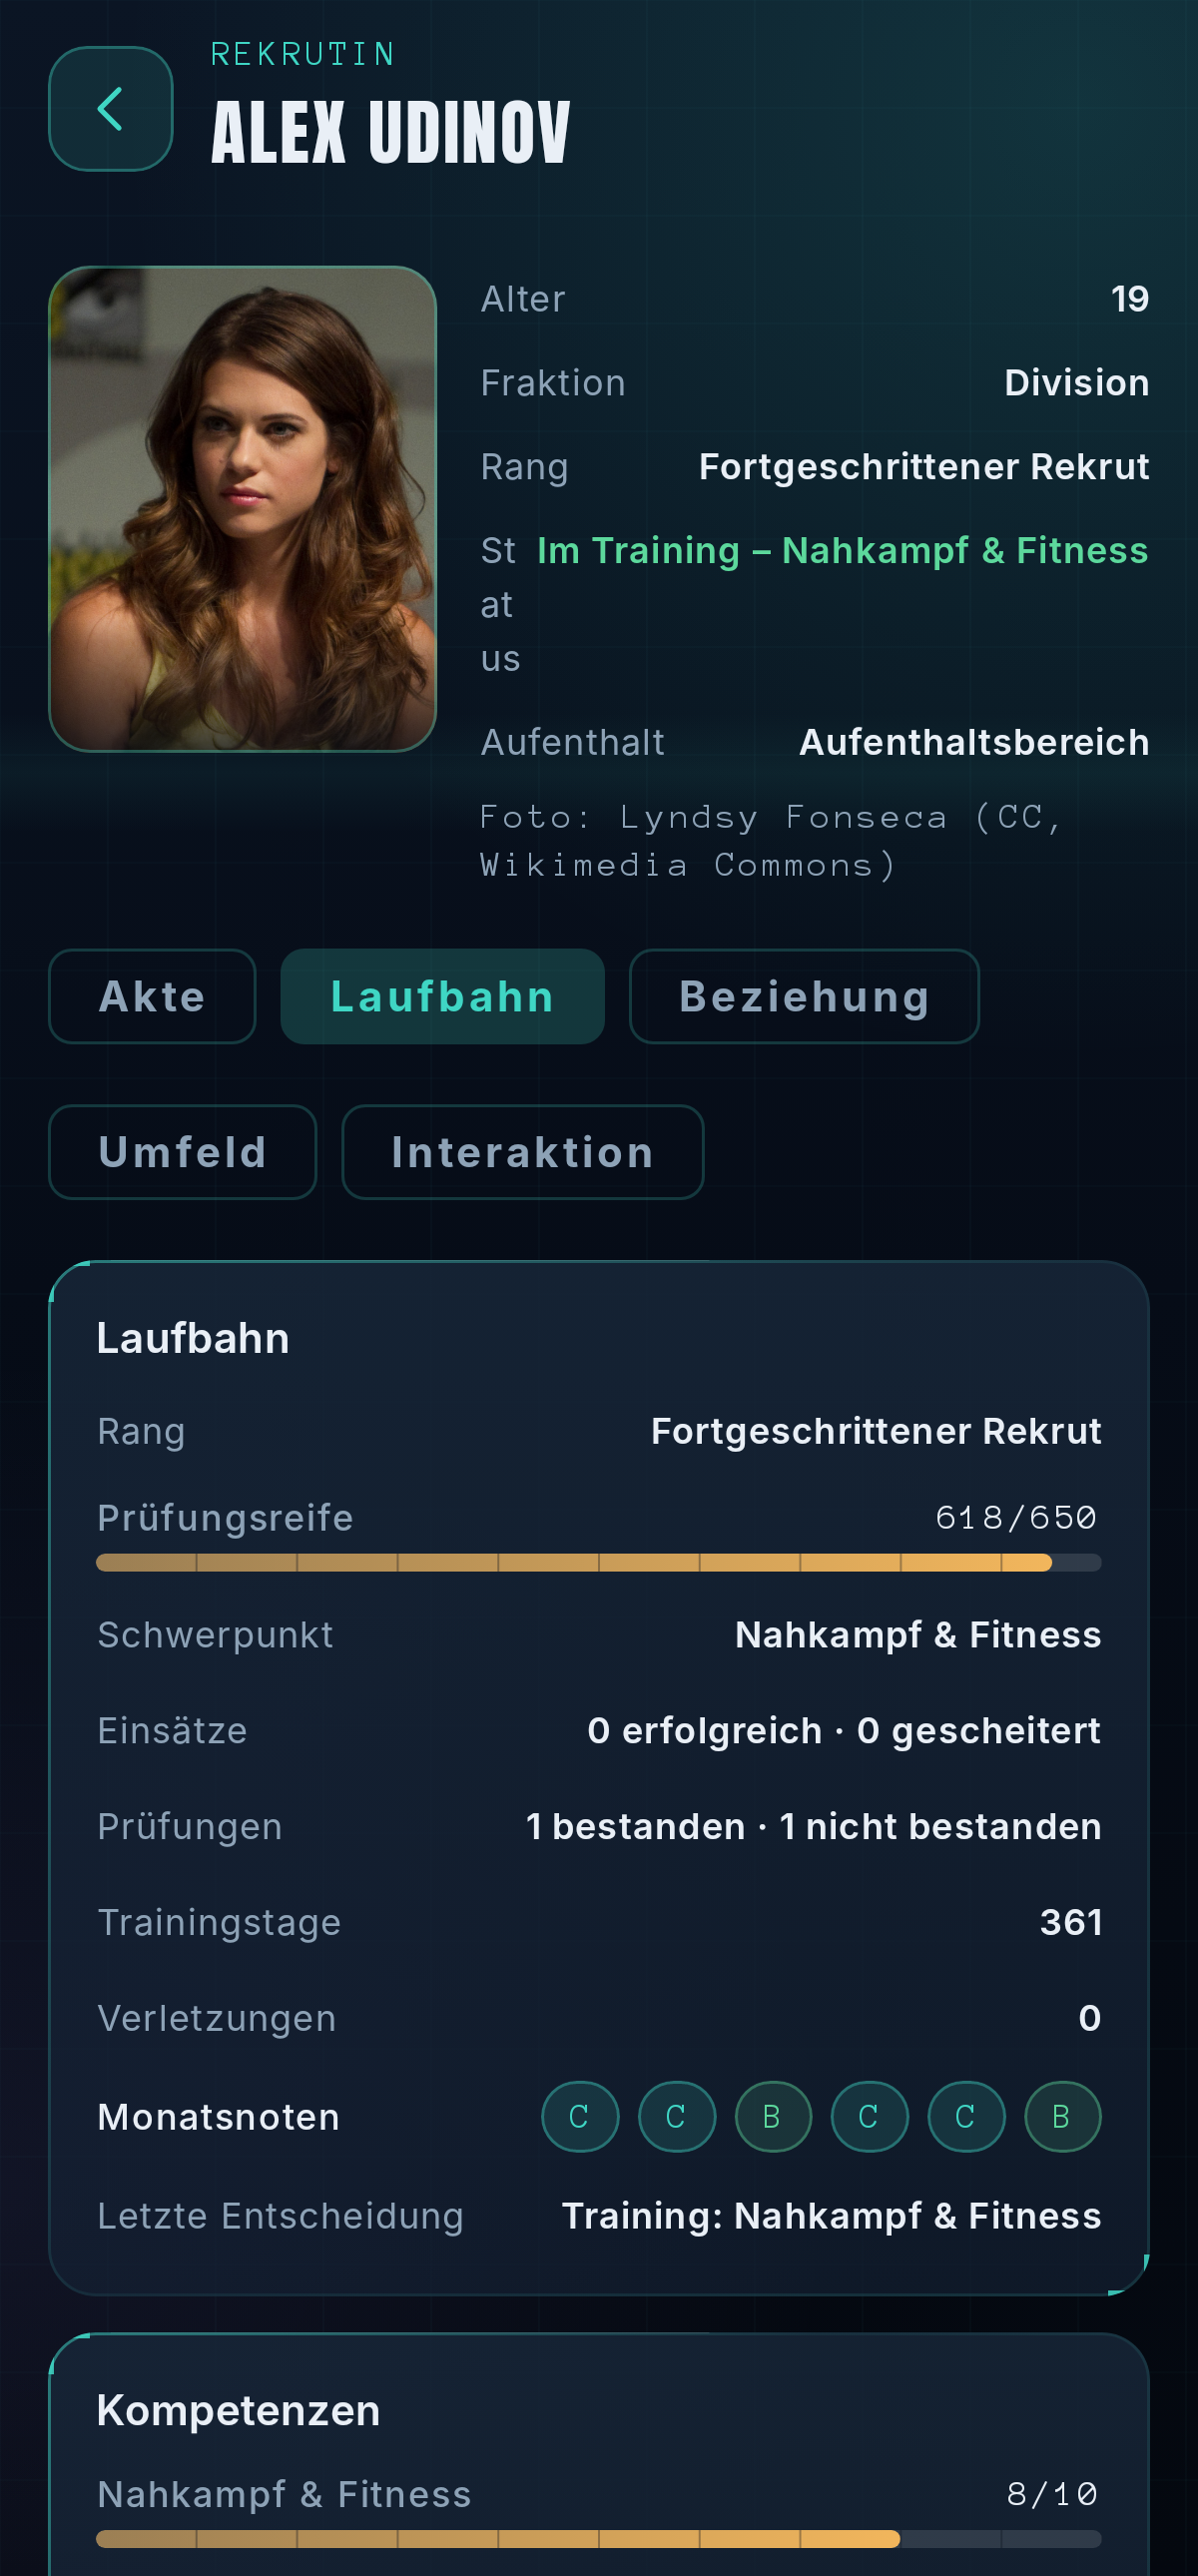 REKRUTIN
ALEX UDINOV
Alter 19
Fraktion Division
Rang Fortgeschrittener Rekrut
St Im Training – Nahkampf & Fitness
at
us
Aufenthalt Aufenthaltsbereich
Foto: Lyndsy Fonseca (CC,
Wikimedia Commons)
Akte Laufbahn Beziehung
Umfeld Interaktion
Laufbahn
Rang Fortgeschrittener Rekrut
Prüfungsreife 618/650
Schwerpunkt Nahkampf & Fitness
Einsätze 0 erfolgreich · 0 gescheitert
Prüfungen 1 bestanden · 1 nicht bestanden
Trainingstage 361
Verletzungen 0
Monatsnoten C C B C C B
Letzte Entscheidung Training: Nahkampf & Fitness
Kompetenzen
Nahkampf & Fitness 8/10